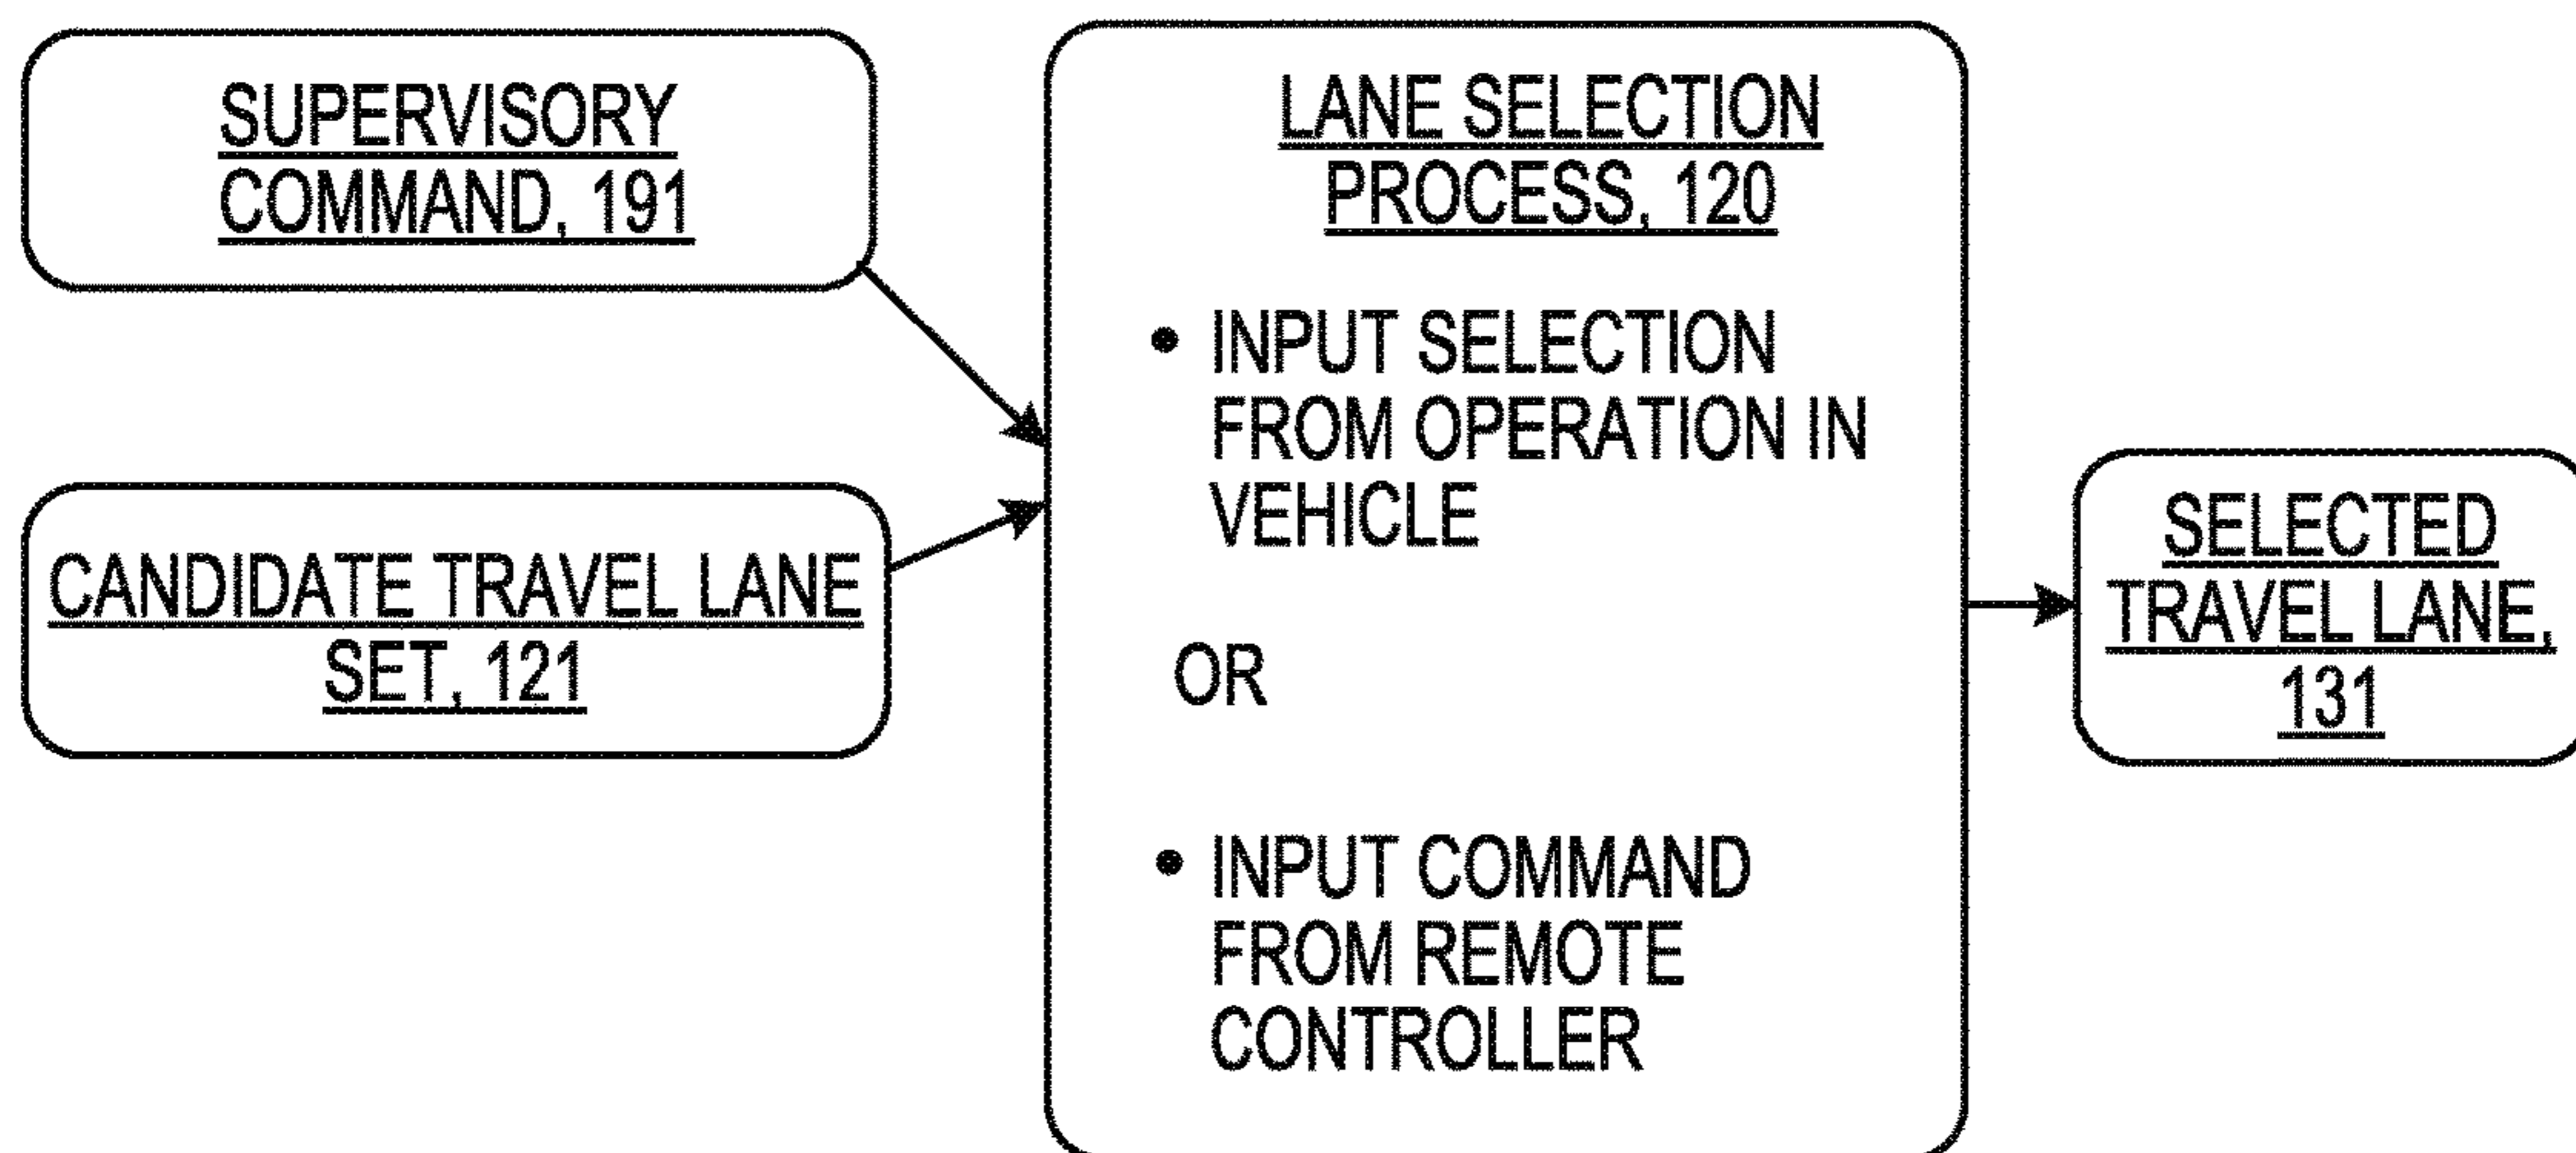 SUPERVISORY
COMMAND, 191
CANDIDATE TRAVEL LANE
SET, 121
LANE SELECTION
PROCESS, 120
• INPUT SELECTION
FROM OPERATION IN
VEHICLE
OR
• INPUT COMMAND
FROM REMOTE
CONTROLLER
SELECTED
TRAVEL LANE,
131